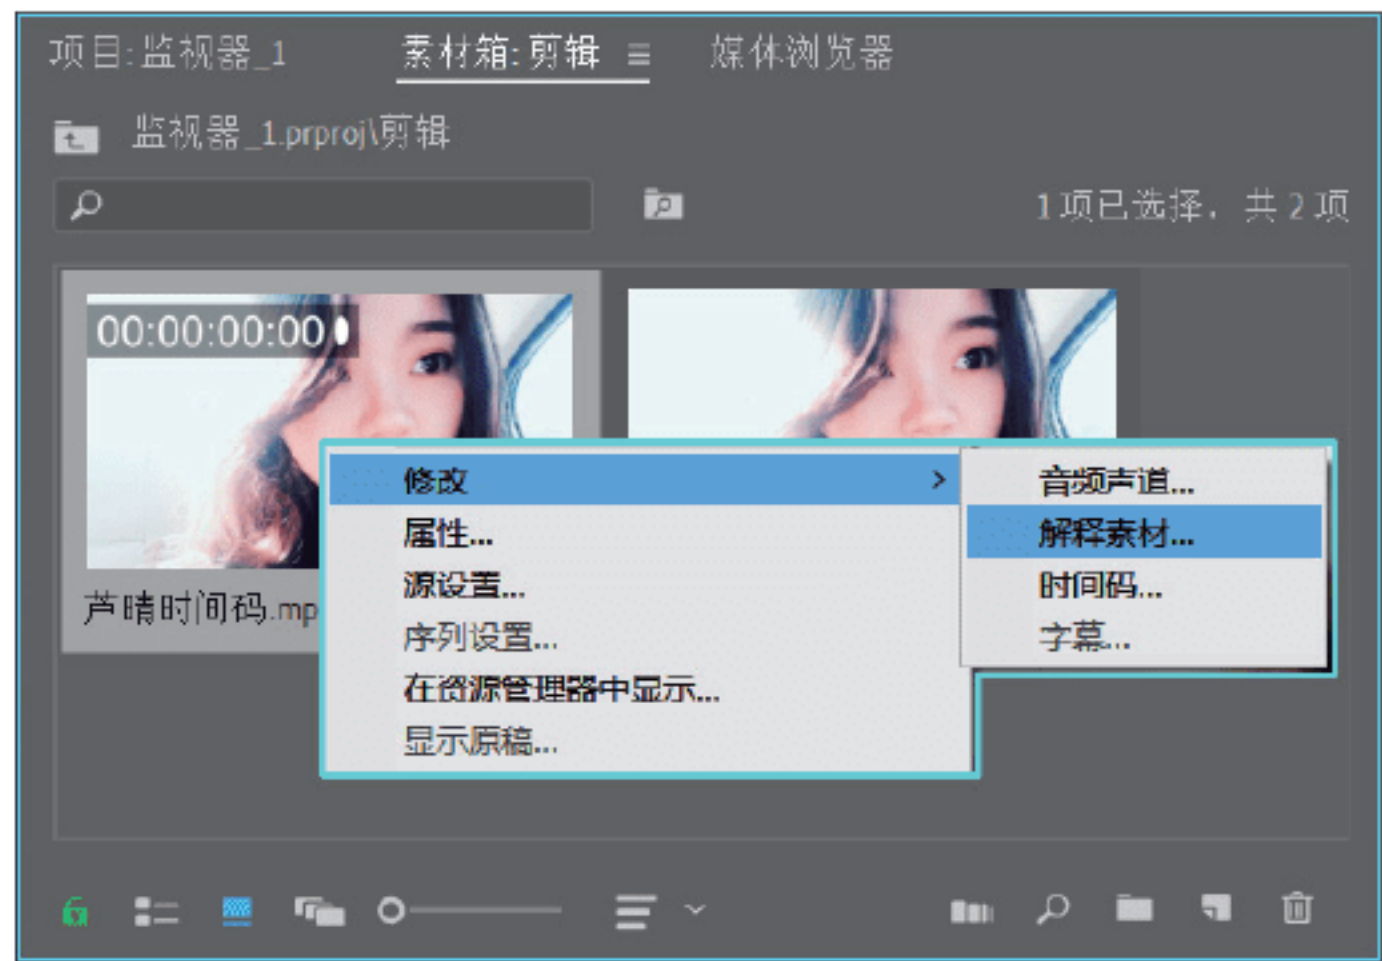 项目:监视器_1 素材箱:剪辑 媒体浏览器
监视器_1.prproj\剪辑
1 项已选择，共 2 项
00:00:00:00
芦晴时间码.mp
修改
属性...
源设置...
序列设置...
在资源管理器中显示...
显示原稿...
音频声道...
解释素材...
时间码...
字幕...